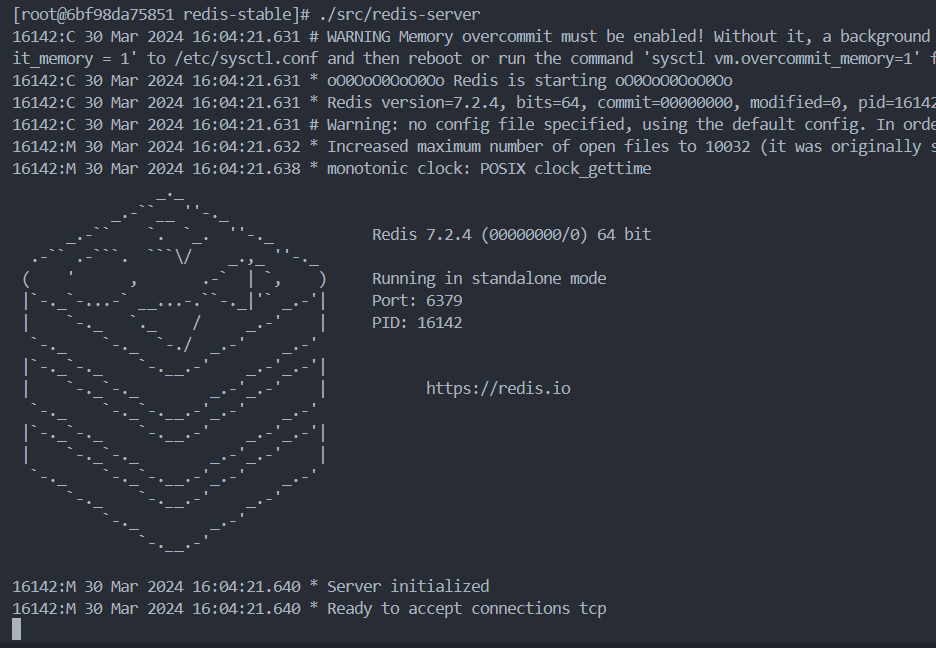 [root@6bf98da75851 redis-stable]# ./src/redis-server
16142:C 30 Mar 2024 16:04:21.631 # WARNING Memory overcommit must be enabled! Without it, a background
it_memory = 1' to /etc/sysctl.conf and then reboot or run the command 'sysctl vm.overcommit_memory=1' f
16142:C 30 Mar 2024 16:04:21.631 * oO0OoO0OoO0Oo Redis is starting oO0OoO0OoO0Oo
16142:C 30 Mar 2024 16:04:21.631 * Redis version=7.2.4, bits=64, commit=00000000, modified=0, pid=16142
16142:C 30 Mar 2024 16:04:21.631 # Warning: no config file specified, using the default config. In orde
16142:M 30 Mar 2024 16:04:21.632 * Increased maximum number of open files to 10032 (it was originally s
16142:M 30 Mar 2024 16:04:21.638 * monotonic clock: POSIX clock_gettime
Redis 7.2.4 (00000000/0) 64 bit
Running in standalone mode
Port: 6379
PID: 16142
https://redis.io
16142:M 30 Mar 2024 16:04:21.640 * Server initialized
16142:M 30 Mar 2024 16:04:21.640 * Ready to accept connections tcp